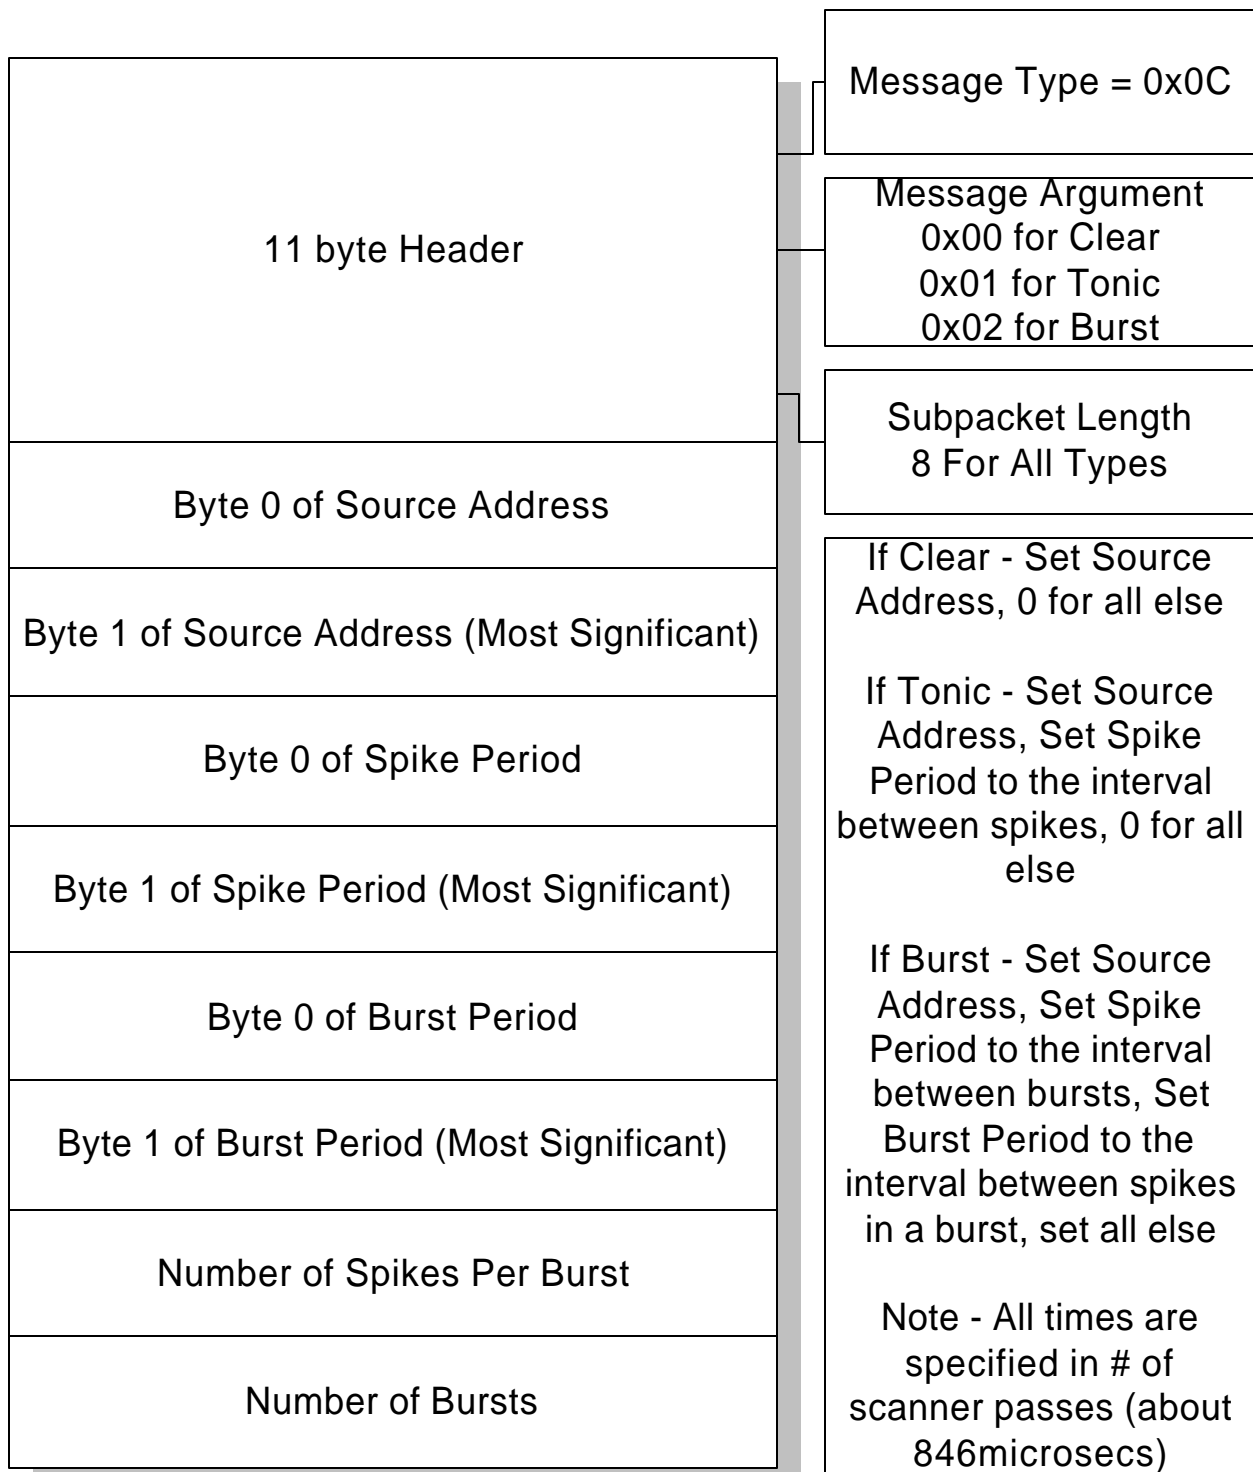 11 byte Header
Byte 0 of Source Address
Byte 1 of Source Address (Most Significant)
Byte 0 of Spike Period
Byte 1 of Spike Period (Most Significant)
Byte 0 of Burst Period
Byte 1 of Burst Period (Most Significant)
Number of Spikes Per Burst
Number of Bursts
Message Type = 0x0C
Message Argument
0x00 for Clear
0x01 for Tonic
0x02 for Burst
Subpacket Length
8 For All Types
If Clear - Set Source
Address, 0 for all else
If Tonic - Set Source
Address, Set Spike
Period to the interval
between spikes, 0 for all
else
If Burst - Set Source
Address, Set Spike
Period to the interval
between bursts, Set
Burst Period to the
interval between spikes
in a burst, set all else
Note - All times are
specified in # of
scanner passes (about
846microsecs)